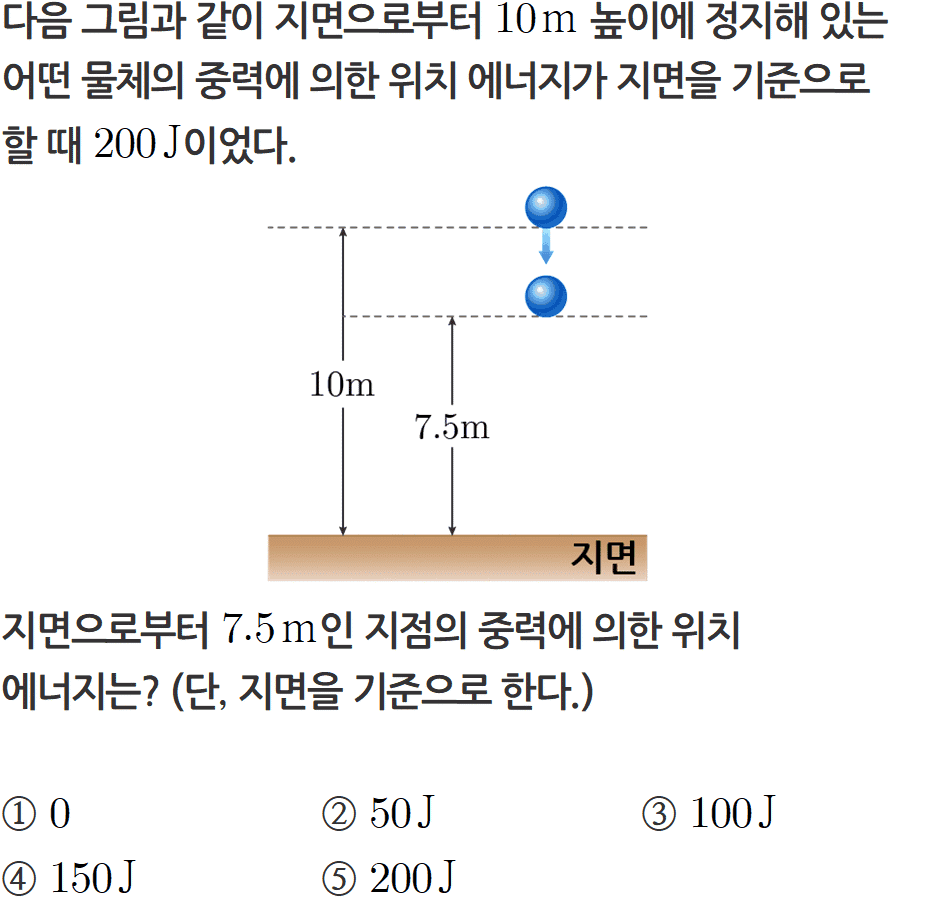 다음 그림과 같이 지면으로부터 10 m 높이에 정지해 있는
어떤 물체의 중력에 의한 위치 에너지가 지면을 기준으로
할 때 200 J이었다.
10m
7.5m
지면
지면으로부터 7.5 m인 지점의 중력에 의한 위치
에너지는? (단, 지면을 기준으로 한다.)
① 0 ② 50 J ③ 100 J
④ 150 J ⑤ 200 J